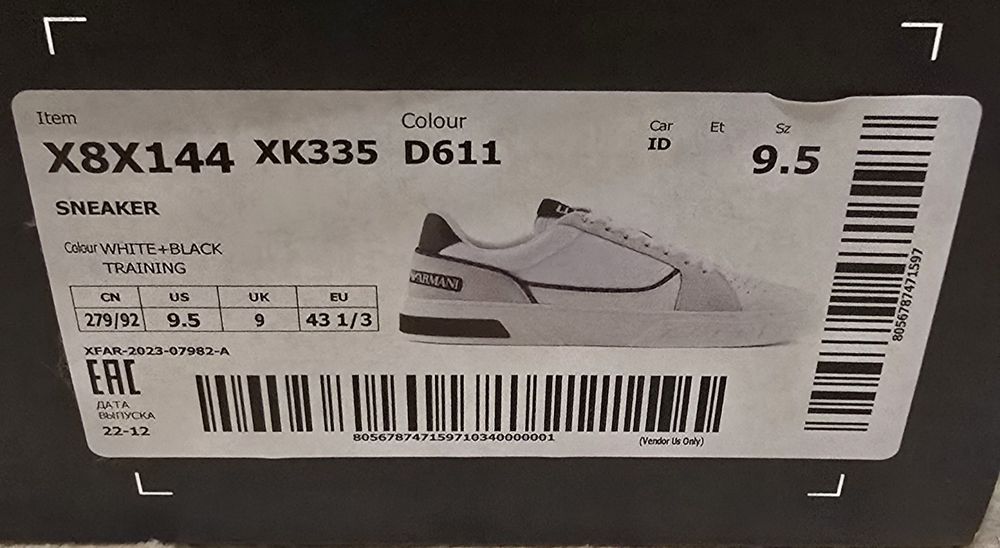 Item Colour Car Et Sz
X8X144 XK335 D611 ID 9.5
SNEAKER
Colour WHITE+BLACK
TRAINING
CN US UK EU
279/92 9.5 9 43 1/3
ARMANI
XFAR-2023-07982-A
EAC
ДАТА
ВЫПУСКА
22-12
805678747159710340000001
(Vendor Us Only)
8056787471597